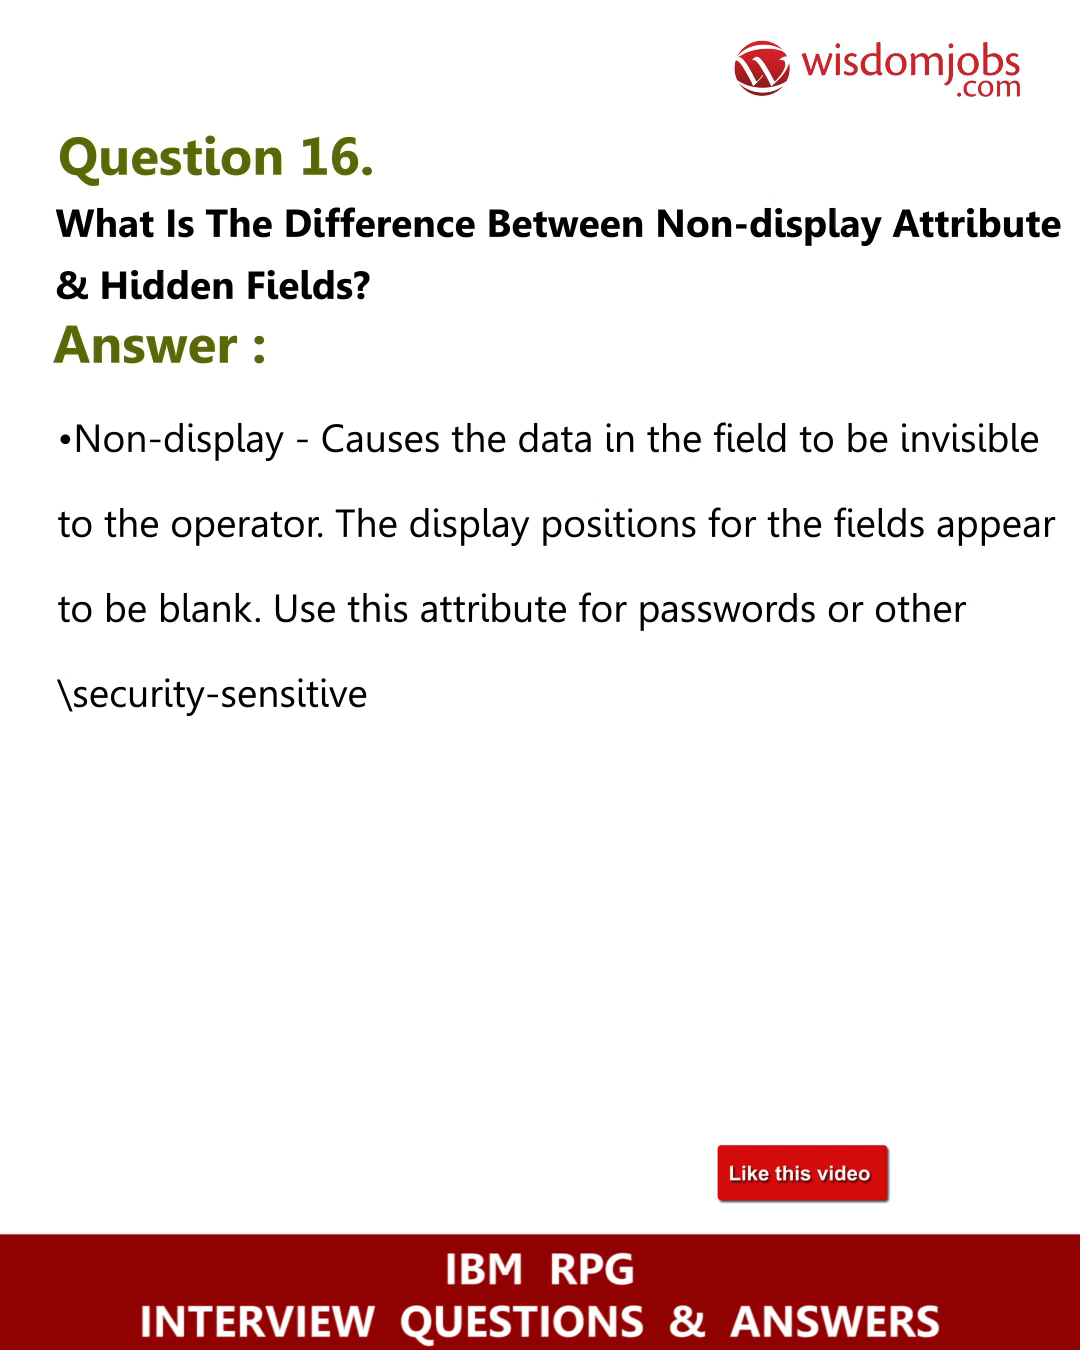 wisdomjobs
.com
Question 16.
What Is The Difference Between Non-display Attribute
& Hidden Fields?
Answer :
•Non-display - Causes the data in the field to be invisible
to the operator. The display positions for the fields appear
to be blank. Use this attribute for passwords or other
\security-sensitive
Like this video
IBM RPG
INTERVIEW QUESTIONS & ANSWERS